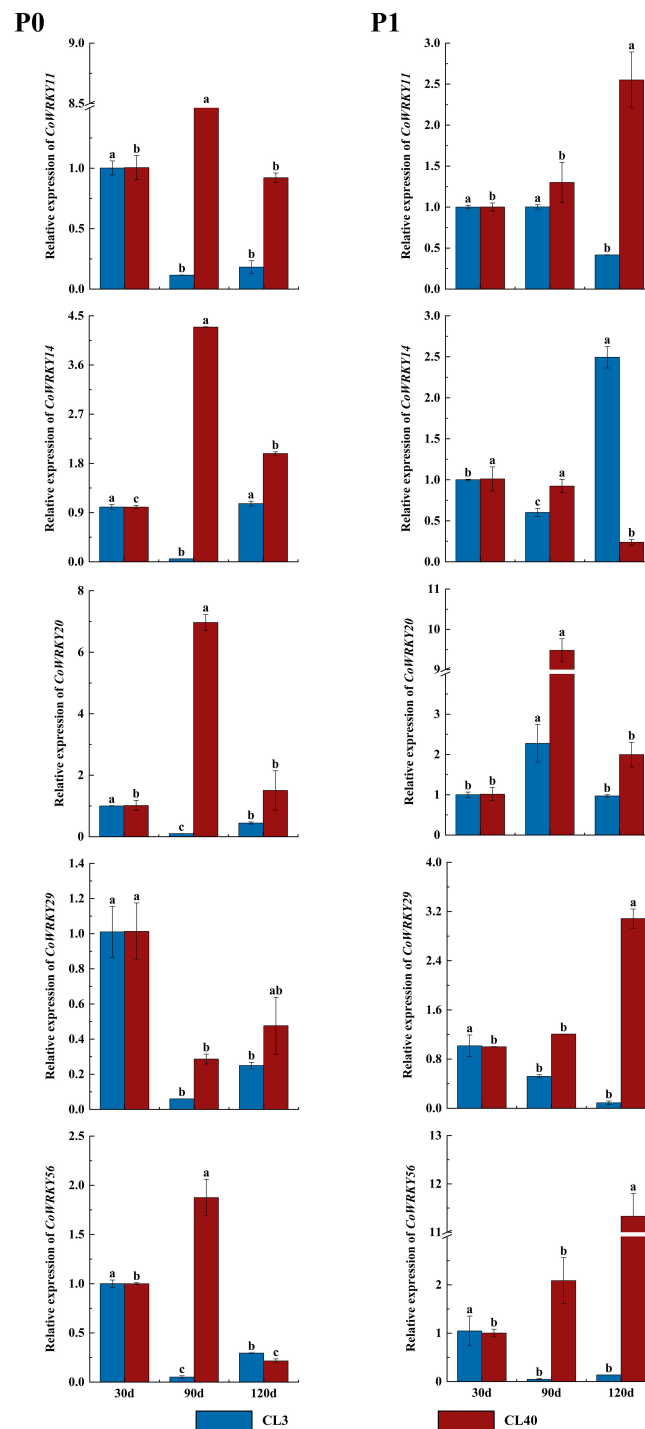 P0
P1
Relative expression of CoWRKY11
9.0
8.5
1.0
0.5
0.0
a
b
b
a
b
b
Relative expression of CoWRKY11
3.0
2.5
2.0
1.5
1.0
0.5
0.0
a
b
a
b
b
a
Relative expression of CoWRKY14
4.5
3.6
2.7
1.8
0.9
0.0
a
c
b
a
a
b
Relative expression of CoWRKY14
3.0
2.5
2.0
1.5
1.0
0.5
0.0
b
a
c
a
a
b
Relative expression of CoWRKY20
8
6
4
2
0
a
b
c
a
b
b
Relative expression of CoWRKY20
11
10
9
3
2
1
0
b
b
a
a
b
b
Relative expression of CoWRKY29
1.4
1.2
1.0
0.8
0.6
0.4
0.2
0.0
a
a
b
b
b
ab
Relative expression of CoWRKY29
4.0
3.2
2.4
1.6
0.8
0.0
a
b
b
b
b
a
Relative expression of CoWRKY56
2.5
2.0
1.5
1.0
0.5
0.0
a
b
c
a
b
c
30d
90d
120d
Relative expression of CoWRKY56
13
12
11
2
1
0
a
b
b
b
b
a
30d
90d
120d
CL3
CL40